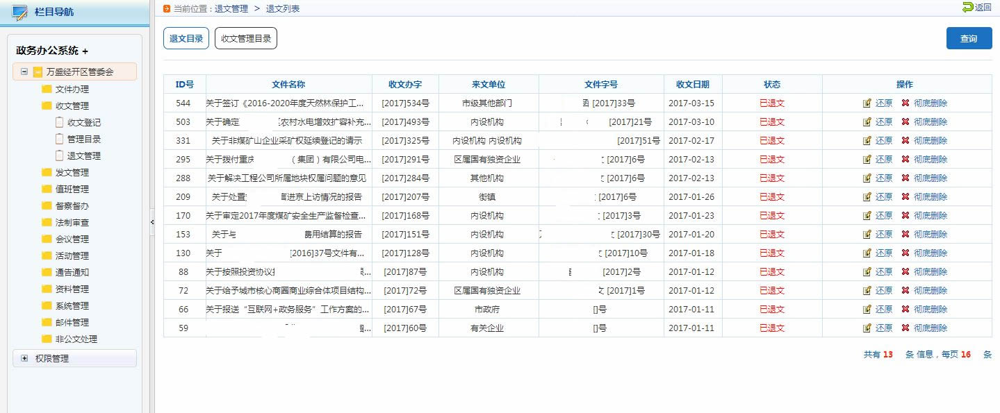 栏目导航
当前位置：退文管理 > 退文列表
返回
政务办公系统 +
万盛经开区管委会
文件办理
收文管理
收文登记
管理目录
退文管理
发文管理
值班管理
督察督办
法制审查
会议管理
活动管理
通告通知
资料管理
系统管理
邮件管理
非公文处理
权限管理
退文目录 收文管理目录 查询
ID号 文件名称 收文办字 来文单位 文件字号 收文日期 状态 操作
544 关于签订《2016-2020年度天然林保护工... [2017]534号 市级其他部门 函 [2017]33号 2017-03-15 已退文 还原 彻底删除
503 关于确定 农村水电增效扩容补充... [2017]493号 内设机构 [2017]21号 2017-03-10 已退文 还原 彻底删除
331 关于非煤矿山企业采矿权延续登记的请示 [2017]325号 内设机构 内设机构 [2017]51号 2017-02-17 已退文 还原 彻底删除
295 关于拨付重庆 （集团）有限公司电... [2017]291号 区属国有独资企业 [2017]6号 2017-02-13 已退文 还原 彻底删除
288 关于解决工程公司所属地块权属问题的意见 [2017]284号 其他机构 [2017]6号 2017-02-13 已退文 还原 彻底删除
209 关于处置 进京上访情况的报告 [2017]207号 街镇 [2017]6号 2017-01-26 已退文 还原 彻底删除
170 关于审定2017年度煤矿安全生产监督检查... [2017]168号 内设机构 [2017]3号 2017-01-23 已退文 还原 彻底删除
153 关于与 费用结算的报告 [2017]151号 内设机构 [2017]30号 2017-01-20 已退文 还原 彻底删除
130 关于 [2016]37号文件有... [2017]128号 内设机构 [2017]10号 2017-01-18 已退文 还原 彻底删除
88 关于按照投资协议 ... [2017]87号 内设机构 [2017]2号 2017-01-12 已退文 还原 彻底删除
72 关于给予城市核心商圈商业综合体项目结构... [2017]72号 区属国有独资企业 文 [2017]1号 2017-01-12 已退文 还原 彻底删除
66 关于报送“互联网+政务服务”工作方案的... [2017]67号 市政府 []号 2017-01-11 已退文 还原 彻底删除
59 ... [2017]60号 有关企业 []号 2017-01-11 已退文 还原 彻底删除
共有 13 条 信息，每页 16 条